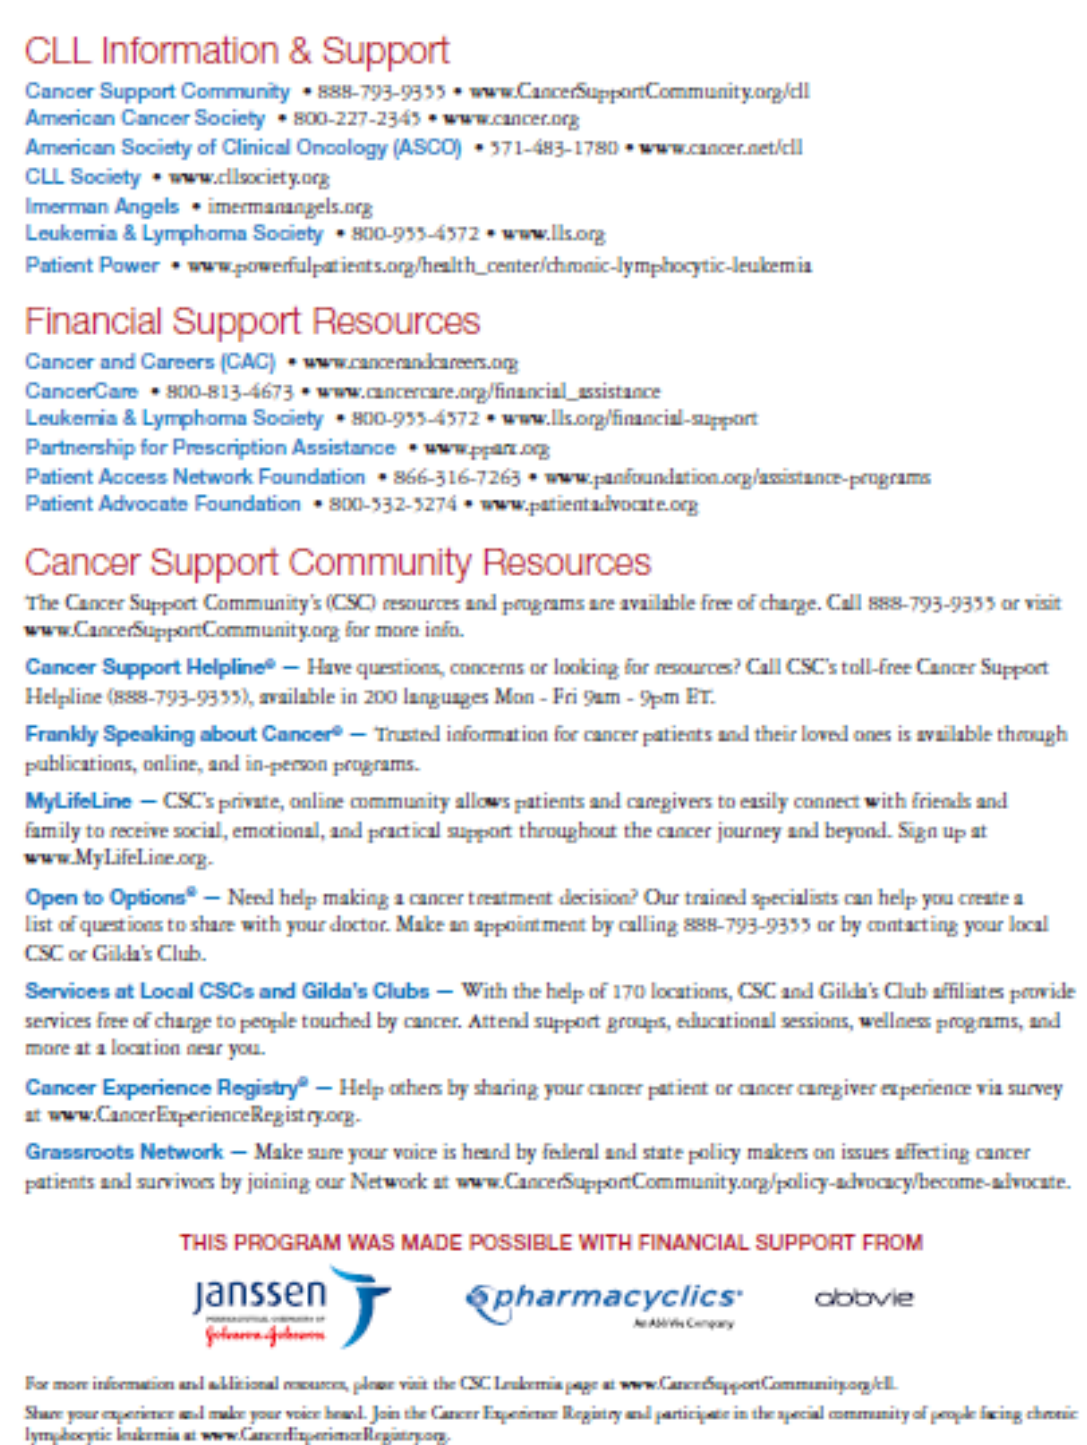 CLL Information & Support
Cancer Support Community • 888-793-9355 • www.CancerSupportCommunity.org/cll
American Cancer Society • 800-227-2345 • www.cancer.org
American Society of Clinical Oncology (ASCO) • 571-483-1780 • www.cancer.net/cll
CLL Society • www.cllsociety.org
Imerman Angels • imermanangels.org
Leukemia & Lymphoma Society • 800-955-4572 • www.lls.org
Patient Power • www.powerfulpatients.org/health_center/chronic-lymphocytic-leukemia
Financial Support Resources
Cancer and Careers (CAC) • www.cancerandcareers.org
CancerCare • 800-813-4673 • www.cancercare.org/financial_assistance
Leukemia & Lymphoma Society • 800-955-4572 • www.lls.org/financial-support
Partnership for Prescription Assistance • www.pparx.org
Patient Access Network Foundation • 866-316-7263 • www.panfoundation.org/assistance-programs
Patient Advocate Foundation • 800-532-5274 • www.patientadvocate.org
Cancer Support Community Resources
The Cancer Support Community's (CSC) resources and programs are available free of charge. Call 888-793-9355 or visit
www.CancerSupportCommunity.org for more info.
Cancer Support Helpline® — Have questions, concerns or looking for resources? Call CSC's toll-free Cancer Support
Helpline (888-793-9355), available in 200 languages Mon - Fri 9am - 9pm ET.
Frankly Speaking about Cancer® — Trusted information for cancer patients and their loved ones is available through
publications, online, and in-person programs.
MyLifeLine — CSC's private, online community allows patients and caregivers to easily connect with friends and
family to receive social, emotional, and practical support throughout the cancer journey and beyond. Sign up at
www.MyLifeLine.org.
Open to Options® — Need help making a cancer treatment decision? Our trained specialists can help you create a
list of questions to share with your doctor. Make an appointment by calling 888-793-9355 or by contacting your local
CSC or Gilda's Club.
Services at Local CSCs and Gilda's Clubs — With the help of 170 locations, CSC and Gilda's Club affiliates provide
services free of charge to people touched by cancer. Attend support groups, educational sessions, wellness programs, and
more at a location near you.
Cancer Experience Registry® — Help others by sharing your cancer patient or cancer caregiver experience via survey
at www.CancerExperienceRegistry.org.
Grassroots Network — Make sure your voice is heard by federal and state policy makers on issues affecting cancer
patients and survivors by joining our Network at www.CancerSupportCommunity.org/policy-advocacy/become-advocate.
THIS PROGRAM WAS MADE POSSIBLE WITH FINANCIAL SUPPORT FROM
Janssen
PHARMACEUTICAL COMPANIES OF
Johnson & Johnson
pharmacyclics
An AbbVie Company
abbvie
For more information and additional resources, please visit the CSC Leukemia page at www.CancerSupportCommunity.org/cll.
Share your experience and make your voice heard. Join the Cancer Experience Registry and participate in the special community of people facing chronic
lymphocytic leukemia at www.CancerExperienceRegistry.org.